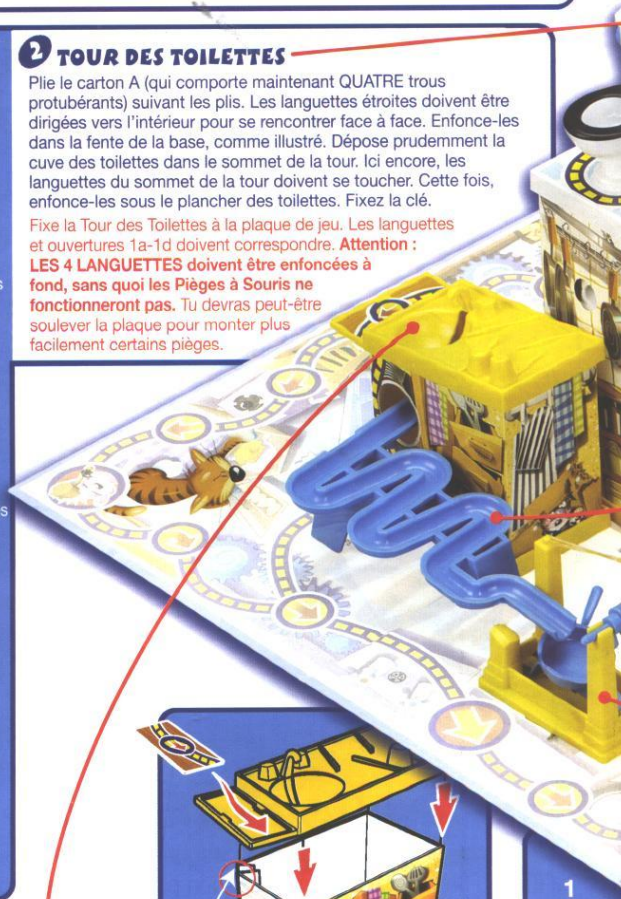 2 TOUR DES TOILETTES
Plie le carton A (qui comporte maintenant QUATRE trous
protubérants) suivant les plis. Les languettes étroites doivent être
dirigées vers l'intérieur pour se rencontrer face à face. Enfonce-les
dans la fente de la base, comme illustré. Dépose prudemment la
cuve des toilettes dans le sommet de la tour. Ici encore, les
languettes du sommet de la tour doivent se toucher. Cette fois,
enfonce-les sous le plancher des toilettes. Fixez la clé.
Fixe la Tour des Toilettes à la plaque de jeu. Les languettes
et ouvertures 1a-1d doivent correspondre. Attention :
LES 4 LANGUETTES doivent être enfoncées à
fond, sans quoi les Pièges à Souris ne
fonctionneront pas. Tu devras peut-être
soulever la plaque pour monter plus
facilement certains pièges.
s
s
1